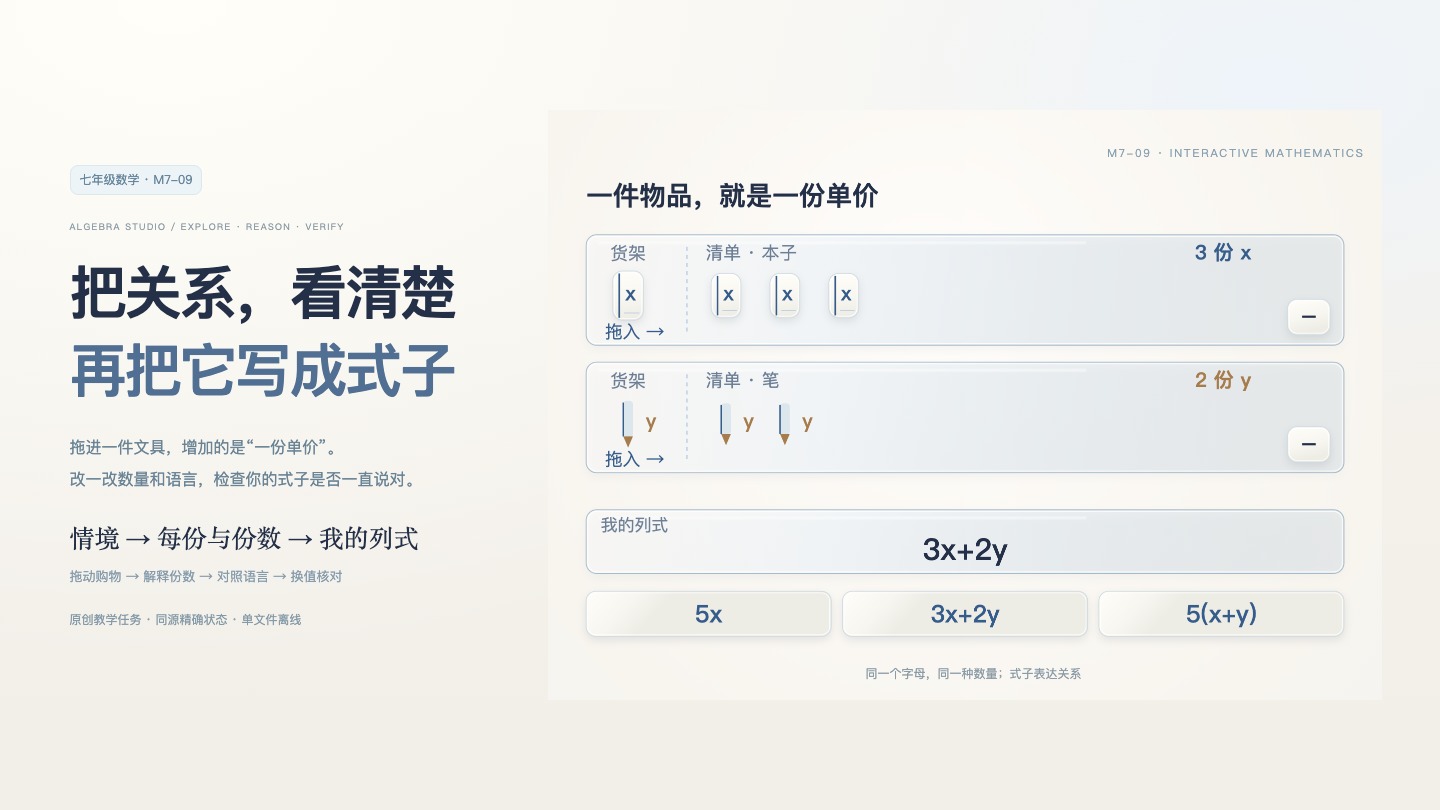 七年级数学 · M7–09
ALGEBRA STUDIO / EXPLORE · REASON · VERIFY
把关系，看清楚
再把它写成式子
拖进一件文具，增加的是“一份单价”。
改一改数量和语言，检查你的式子是否一直说对。
情境 → 每份与份数 → 我的列式
拖动购物 → 解释份数 → 对照语言 → 换值核对
原创教学任务 · 同源精确状态 · 单文件离线
M7–09 · INTERACTIVE MATHEMATICS
一件物品，就是一份单价
货架 清单 · 本子 3 份 x
x x x x
拖入 → −
货架 清单 · 笔 2 份 y
y y y
拖入 → −
我的列式
3x+2y
5x 3x+2y 5(x+y)
同一个字母，同一种数量；式子表达关系